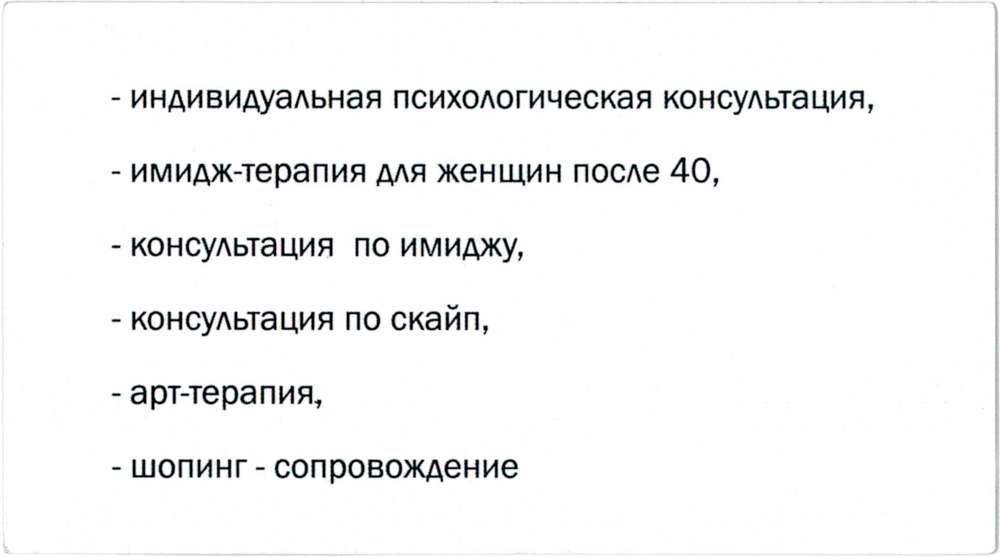 - индивидуальная психологическая консультация,
- имидж-терапия для женщин после 40,
- консультация  по имиджу,
- консультация по скайп,
- арт-терапия,
- шопинг - сопровождение